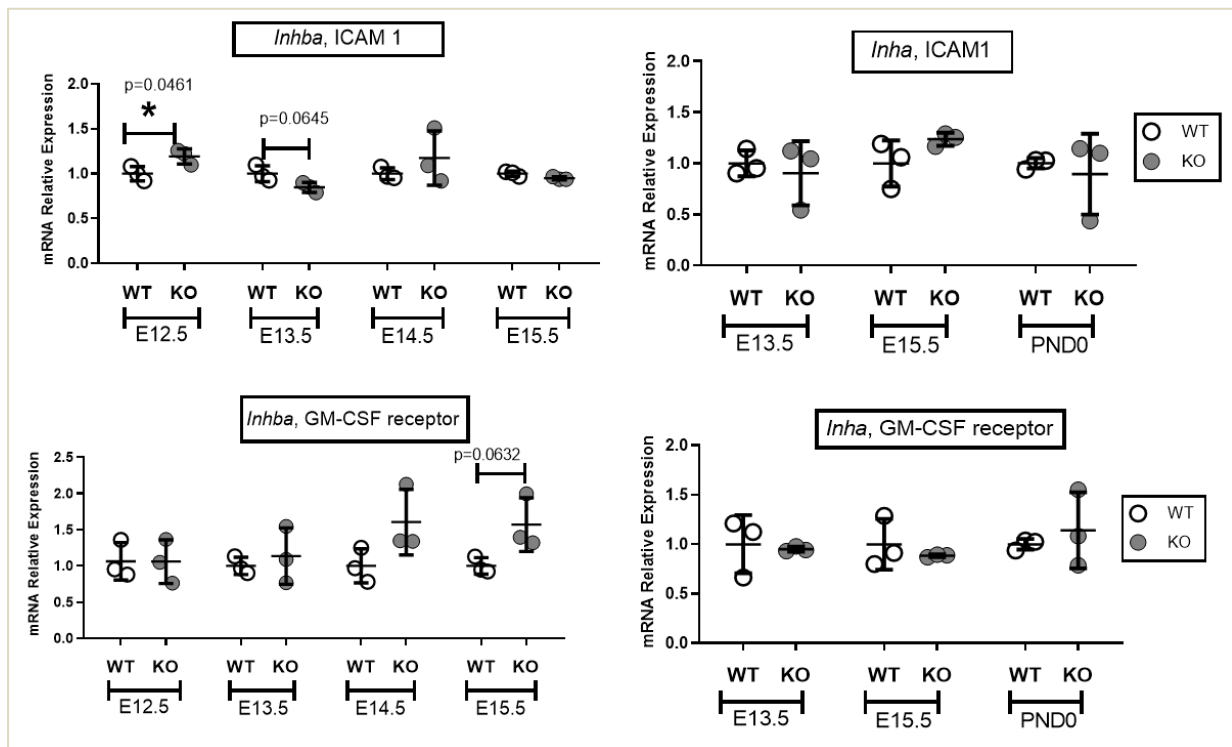 Inhba, ICAM 1
mRNA Relative Expression
2.0
1.5
1.0
0.5
0.0
p=0.0461
*
p=0.0645
WT KO WT KO WT KO WT KO
E12.5 E13.5 E14.5 E15.5
Inha, ICAM1
mRNA Relative Expression
2.0
1.5
1.0
0.5
0.0
WT KO WT KO WT KO
E13.5 E15.5 PND0
WT
KO
Inhba, GM-CSF receptor
mRNA Relative Expression
2.5
2.0
1.5
1.0
0.5
0.0
p=0.0632
WT KO WT KO WT KO WT KO
E12.5 E13.5 E14.5 E15.5
Inha, GM-CSF receptor
mRNA Relative Expression
2.0
1.5
1.0
0.5
0.0
WT KO WT KO WT KO
E13.5 E15.5 PND0
WT
KO